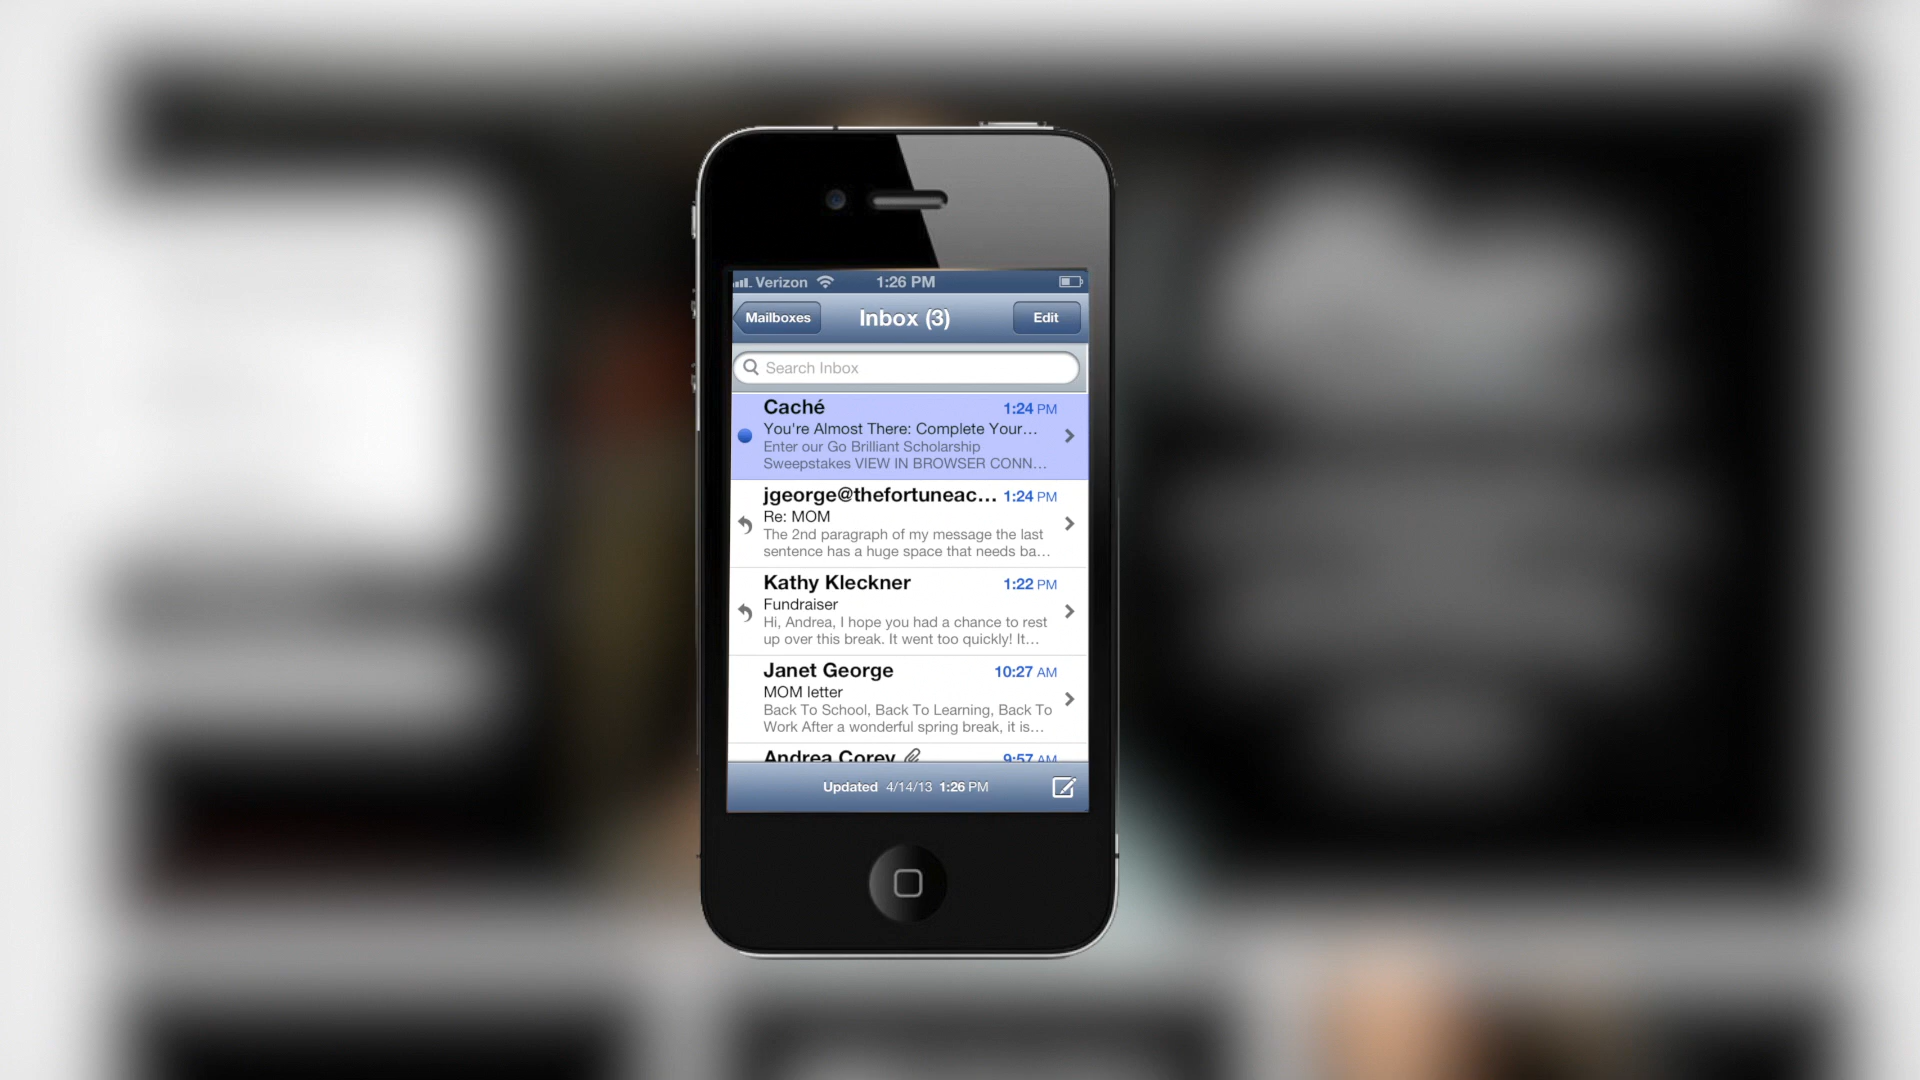 Verizon 1:26 PM
Mailboxes Inbox (3) Edit
Search Inbox
Caché 1:24 PM
You're Almost There: Complete Your...
Enter our Go Brilliant Scholarship
Sweepstakes VIEW IN BROWSER CONN...
jgeorge@thefortuneac... 1:24 PM
Re: MOM
The 2nd paragraph of my message the last
sentence has a huge space that needs ba...
Kathy Kleckner 1:22 PM
Fundraiser
Hi, Andrea, I hope you had a chance to rest
up over this break. It went too quickly! It...
Janet George 10:27 AM
MOM letter
Back To School, Back To Learning, Back To
Work After a wonderful spring break, it is...
Andrea Corey 9:57 AM
Updated 4/14/13 1:26 PM